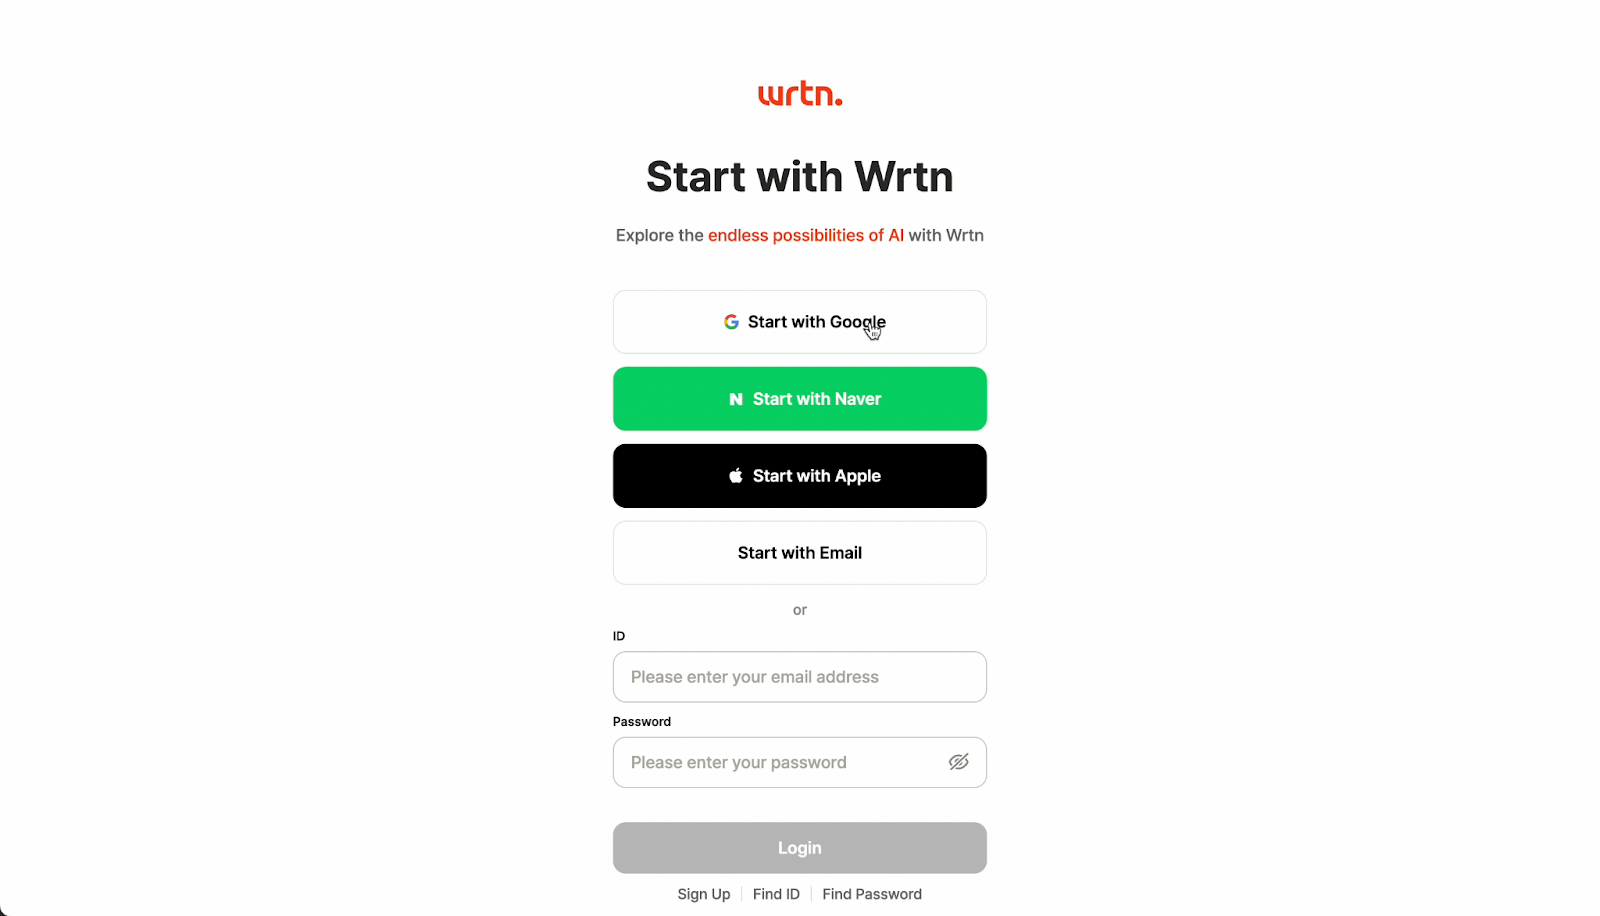 wrtn.
Start with Wrtn
Explore the endless possibilities of AI with Wrtn
Start with Google
N Start with Naver
Start with Apple
Start with Email
or
ID
Please enter your email address
Password
Please enter your password
Login
Sign Up | Find ID | Find Password